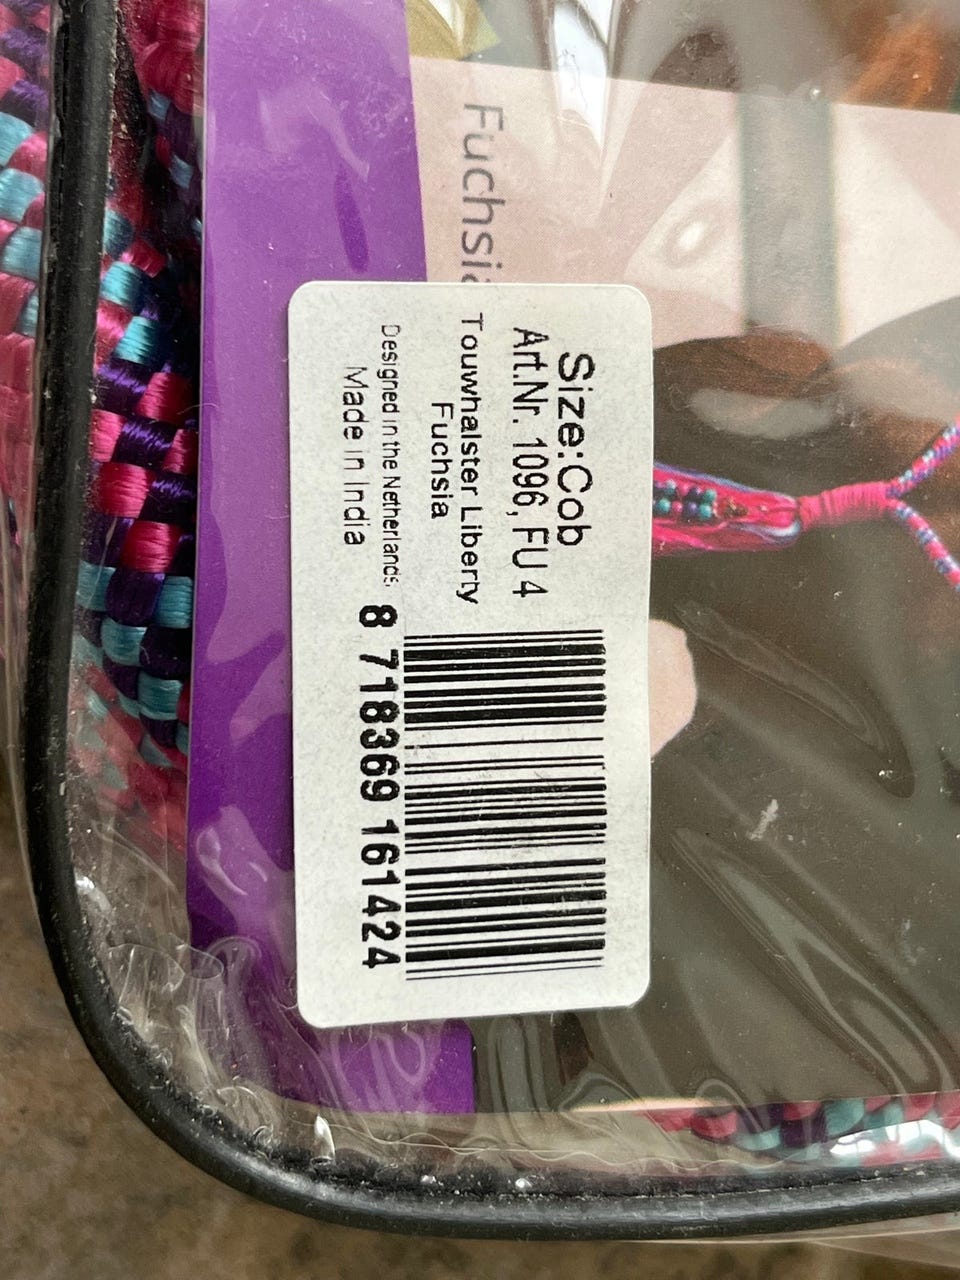 Fuchsia
Size:Cob
Art.Nr. 1096, FU 4
Touwhalster Liberty
Fuchsia
Designed in the Netherlands,
Made in India
8 718369 161424